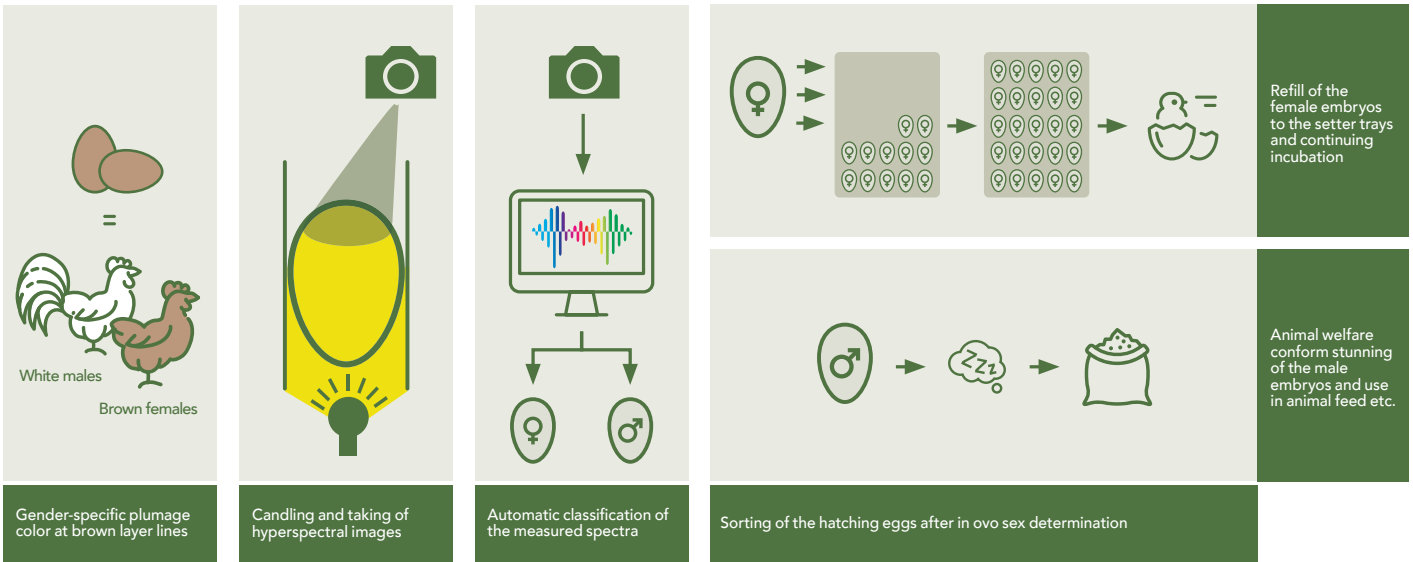 White males
Brown females
Gender-specific plumage
color at brown layer lines
Candling and taking of
hyperspectral images
Automatic classification of
the measured spectra
Refill of the
female embryos
to the setter trays
and continuing
incubation
ZZz
Animal welfare
conform stunning
of the male
embryos and use
in animal feed etc.
Sorting of the hatching eggs after in ovo sex determination